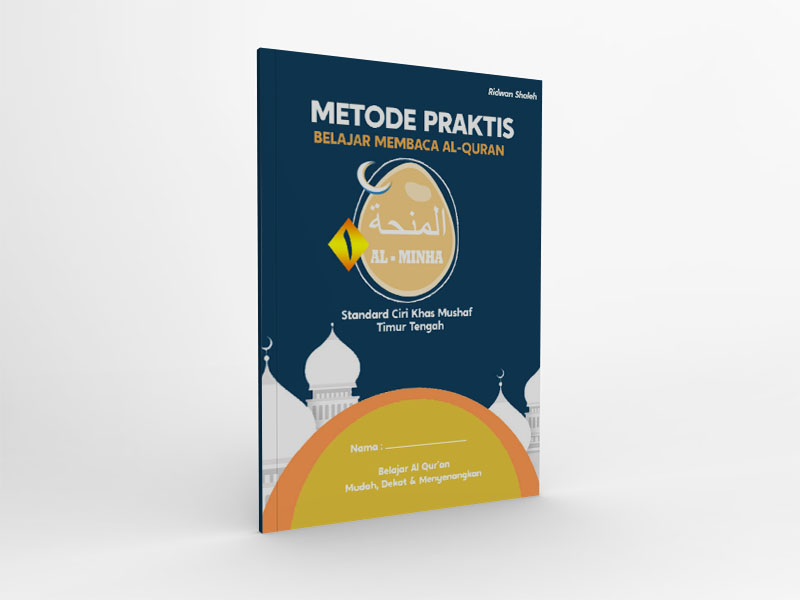 Ridwan Shaleh
METODE PRAKTIS
BELAJAR MEMBACA AL-QURAN
المنحة
١
AL - MINHA
Standard Ciri Khas Mushaf
Timur Tengah
Nama :
Belajar Al Qur'an
Mudah, Dekat & Menyenangkan